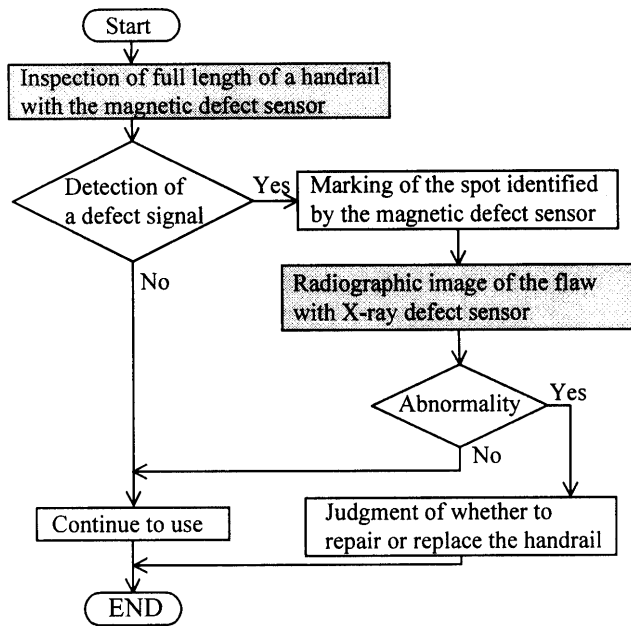 Start
Inspection of full length of a handrail
with the magnetic defect sensor
Detection of
a defect signal
Yes
Marking of the spot identified
by the magnetic defect sensor
No
Radiographic image of the flaw
with X-ray defect sensor
Abnormality
Yes
No
Continue to use
Judgment of whether to
repair or replace the handrail
END